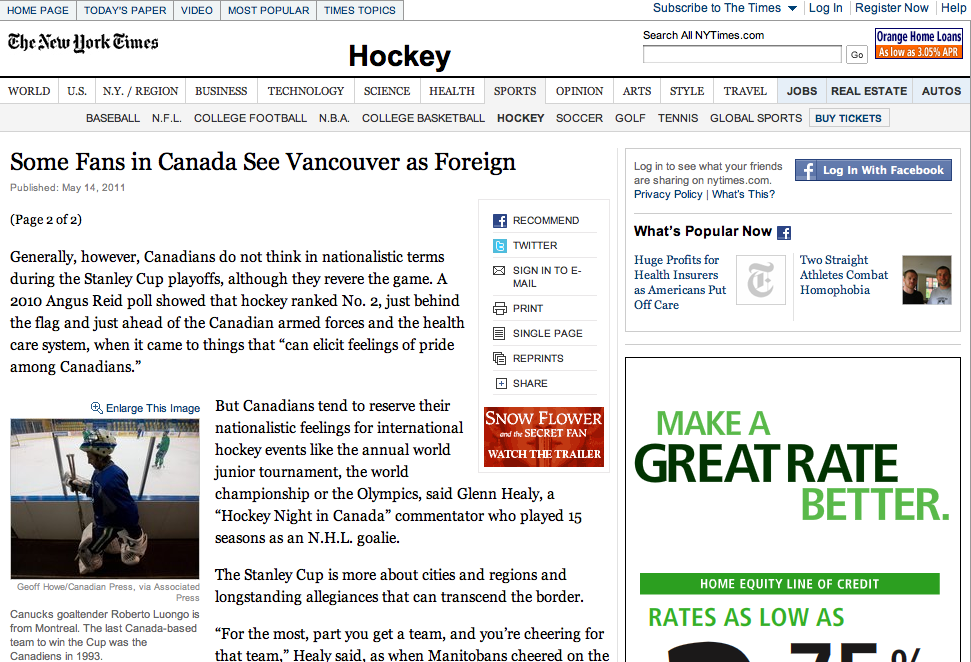 HOME PAGE TODAY'S PAPER VIDEO MOST POPULAR TIMES TOPICS
Subscribe to The Times Log In Register Now Help
The New York Times
Hockey
Search All NYTimes.com
Go
Orange Home Loans
As low as 3.05% APR
WORLD U.S. N.Y. / REGION BUSINESS TECHNOLOGY SCIENCE HEALTH SPORTS OPINION ARTS STYLE TRAVEL JOBS REAL ESTATE AUTOS
BASEBALL N.F.L. COLLEGE FOOTBALL N.B.A. COLLEGE BASKETBALL HOCKEY SOCCER GOLF TENNIS GLOBAL SPORTS BUY TICKETS
Some Fans in Canada See Vancouver as Foreign
Published: May 14, 2011
(Page 2 of 2)
Generally, however, Canadians do not think in nationalistic terms
during the Stanley Cup playoffs, although they revere the game. A
2010 Angus Reid poll showed that hockey ranked No. 2, just behind
the flag and just ahead of the Canadian armed forces and the health
care system, when it came to things that “can elicit feelings of pride
among Canadians.”
RECOMMEND
TWITTER
SIGN IN TO E-
MAIL
PRINT
SINGLE PAGE
REPRINTS
SHARE
SNOW FLOWER
and the SECRET FAN
WATCH THE TRAILER
Enlarge This Image
Geoff Howe/Canadian Press, via Associated
Press
Canucks goaltender Roberto Luongo is
from Montreal. The last Canada-based
team to win the Cup was the
Canadiens in 1993.
But Canadians tend to reserve their
nationalistic feelings for international
hockey events like the annual world
junior tournament, the world
championship or the Olympics, said Glenn Healy, a
“Hockey Night in Canada” commentator who played 15
seasons as an N.H.L. goalie.
The Stanley Cup is more about cities and regions and
longstanding allegiances that can transcend the border.
“For the most, part you get a team, and you’re cheering for
that team,” Healy said, as when Manitobans cheered on the
Log in to see what your friends
are sharing on nytimes.com.
Privacy Policy | What's This?
Log In With Facebook
What's Popular Now
Huge Profits for
Health Insurers
as Americans Put
Off Care
Two Straight
Athletes Combat
Homophobia
MAKE A
GREAT RATE
BETTER.
HOME EQUITY LINE OF CREDIT
RATES AS LOW AS